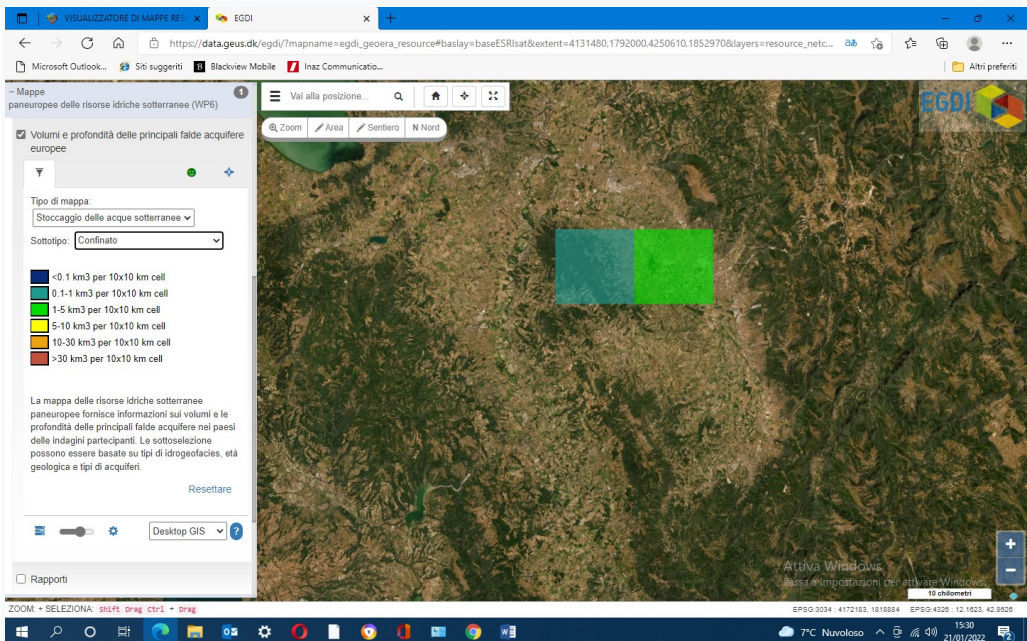 VISUALIZZATORE DI MAPPE RES
EGDI
https://data.geus.dk/egdi/?mapname=egdi_geoera_resource#baslay=baseESRIsat&extent=4131480,1792000,4250610,1852970&layers=resource_netc...
Microsoft Outlook...
Siti suggeriti
Blackview Mobile
Inaz Communicatio...
Altri preferiti
- Mappe
paneuropee delle risorse idriche sotterranee (WP6)
1
Vai alla posizione...
Zoom
Area
Sentiero
N Nord
EGDI
Volumi e profondità delle principali falde acquifere
europee
Tipo di mappa:
Stoccaggio delle acque sotterranee
Sottotipo:
Confinato
<0.1 km3 per 10x10 km cell
0.1-1 km3 per 10x10 km cell
1-5 km3 per 10x10 km cell
5-10 km3 per 10x10 km cell
10-30 km3 per 10x10 km cell
>30 km3 per 10x10 km cell
La mappa delle risorse idriche sotterranee
paneuropee fornisce informazioni sui volumi e le
profondità delle principali falde acquifere nei paesi
delle indagini partecipanti. Le sottoselezione
possono essere basate su tipi di idrogeofacies, età
geologica e tipi di acquiferi.
Resettare
Desktop GIS
?
Rapporti
Attiva Windows
Passa a Impostazioni per attivare Windows.
10 chilometri
ZOOM: + SELEZIONA: Shift Drag Ctrl + Drag
EPSG:3034 : 4172183, 1818884
EPSG:4326 : 12.1623, 42.8626
7°C Nuvoloso
15:30
21/01/2022